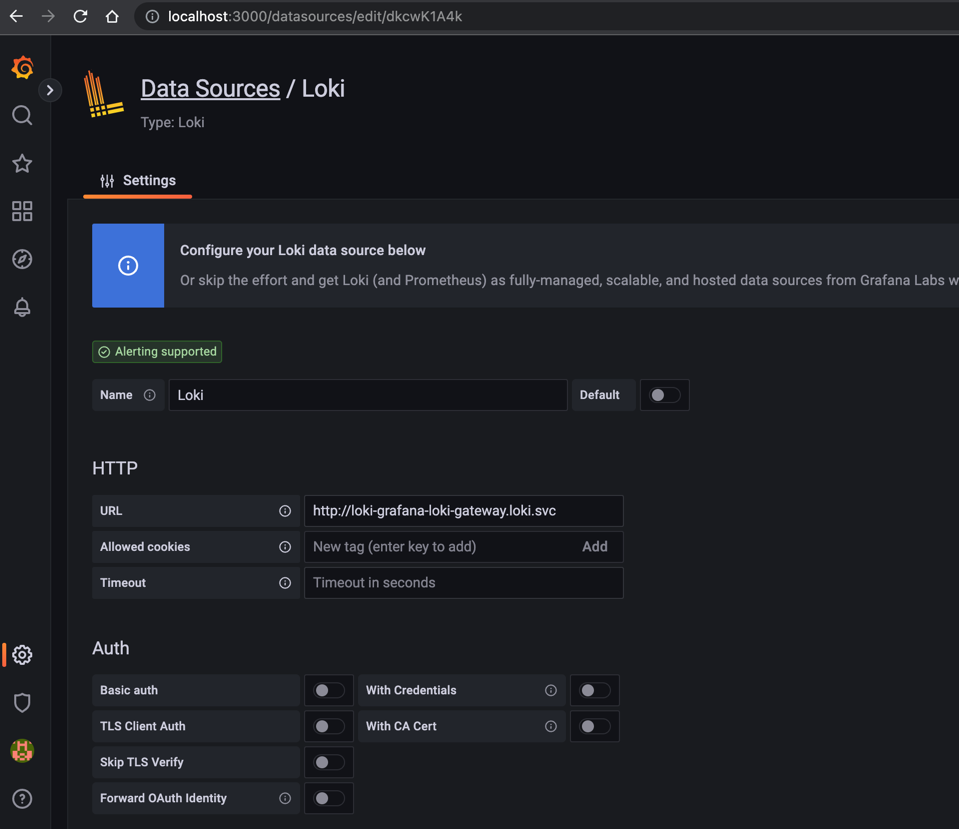 localhost:3000/datasources/edit/dkcwK1A4k
Data Sources / Loki
Type: Loki
Settings
Configure your Loki data source below
Or skip the effort and get Loki (and Prometheus) as fully-managed, scalable, and hosted data sources from Grafana Labs w
Alerting supported
Name Loki Default
HTTP
URL http://loki-grafana-loki-gateway.loki.svc
Allowed cookies New tag (enter key to add) Add
Timeout Timeout in seconds
Auth
Basic auth With Credentials
TLS Client Auth With CA Cert
Skip TLS Verify
Forward OAuth Identity